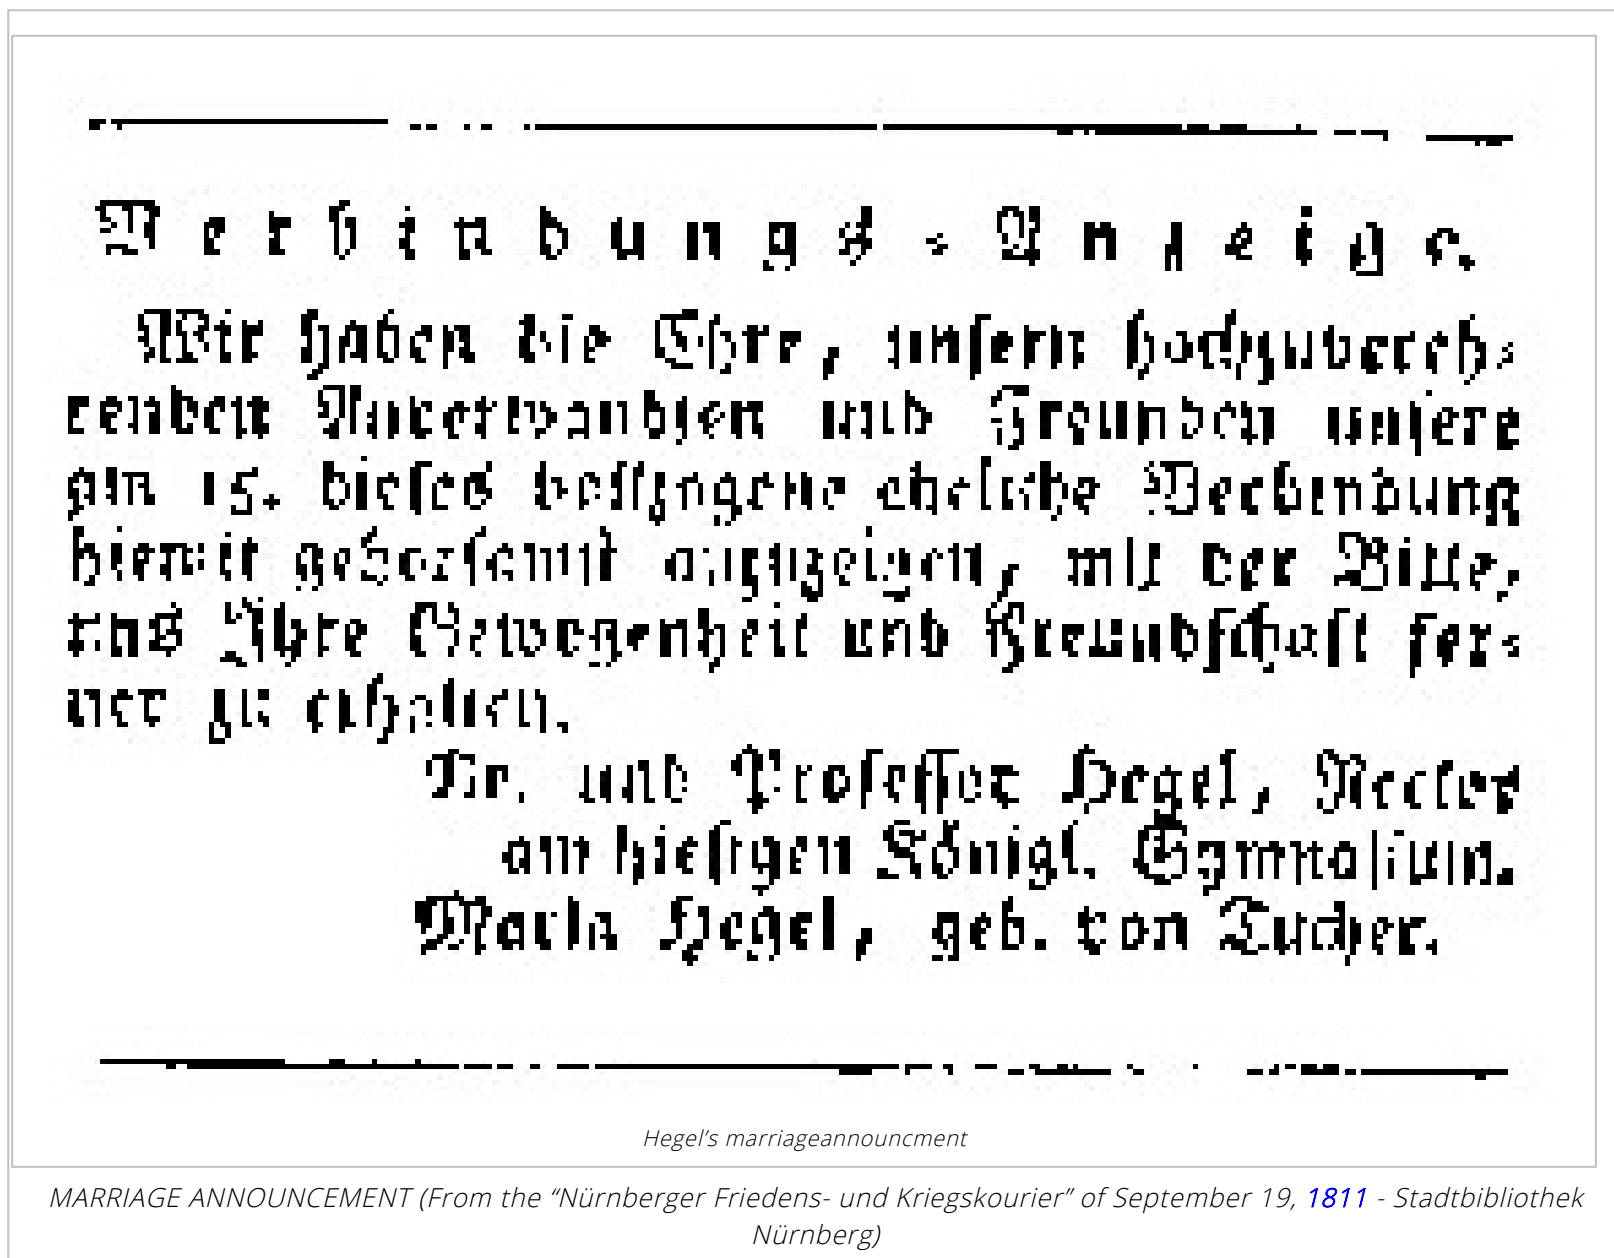 Verbindungs-Anzeige.
Wir haben die Ehre, unsern hochzuvereh-
renden Anverwandten und Freunden unsere
am 15. dieses vollzogene eheliche Verbindung
hiermit gehorsamst anzuzeigen, mit der Bitte,
uns Ihre Gewogenheit und Freundschaft fer-
ner zu erhalten.
Dr. und Professor Hegel, Rector
am hiesigen Königl. Gymnasium.
Maria Hegel, geb. von Tucher.
Hegel’s marriageannouncment
MARRIAGE ANNOUNCEMENT (From the “Nürnberger Friedens- und Kriegskourier” of September 19, 1811 - Stadtbibliothek
Nürnberg)